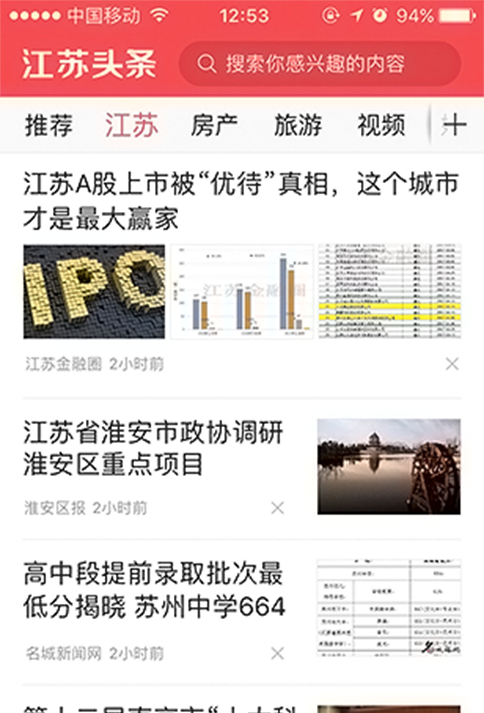 中国移动 12:53 94%
江苏头条 搜索你感兴趣的内容
推荐 江苏 房产 旅游 视频
江苏A股上市被“优待”真相，这个城市
才是最大赢家
IPO
江苏金融圈
江苏金融圈 2小时前
江苏省淮安市政协调研
淮安区重点项目
淮安区报 2小时前
高中段提前录取批次最
低分揭晓 苏州中学664
名城新闻网 2小时前